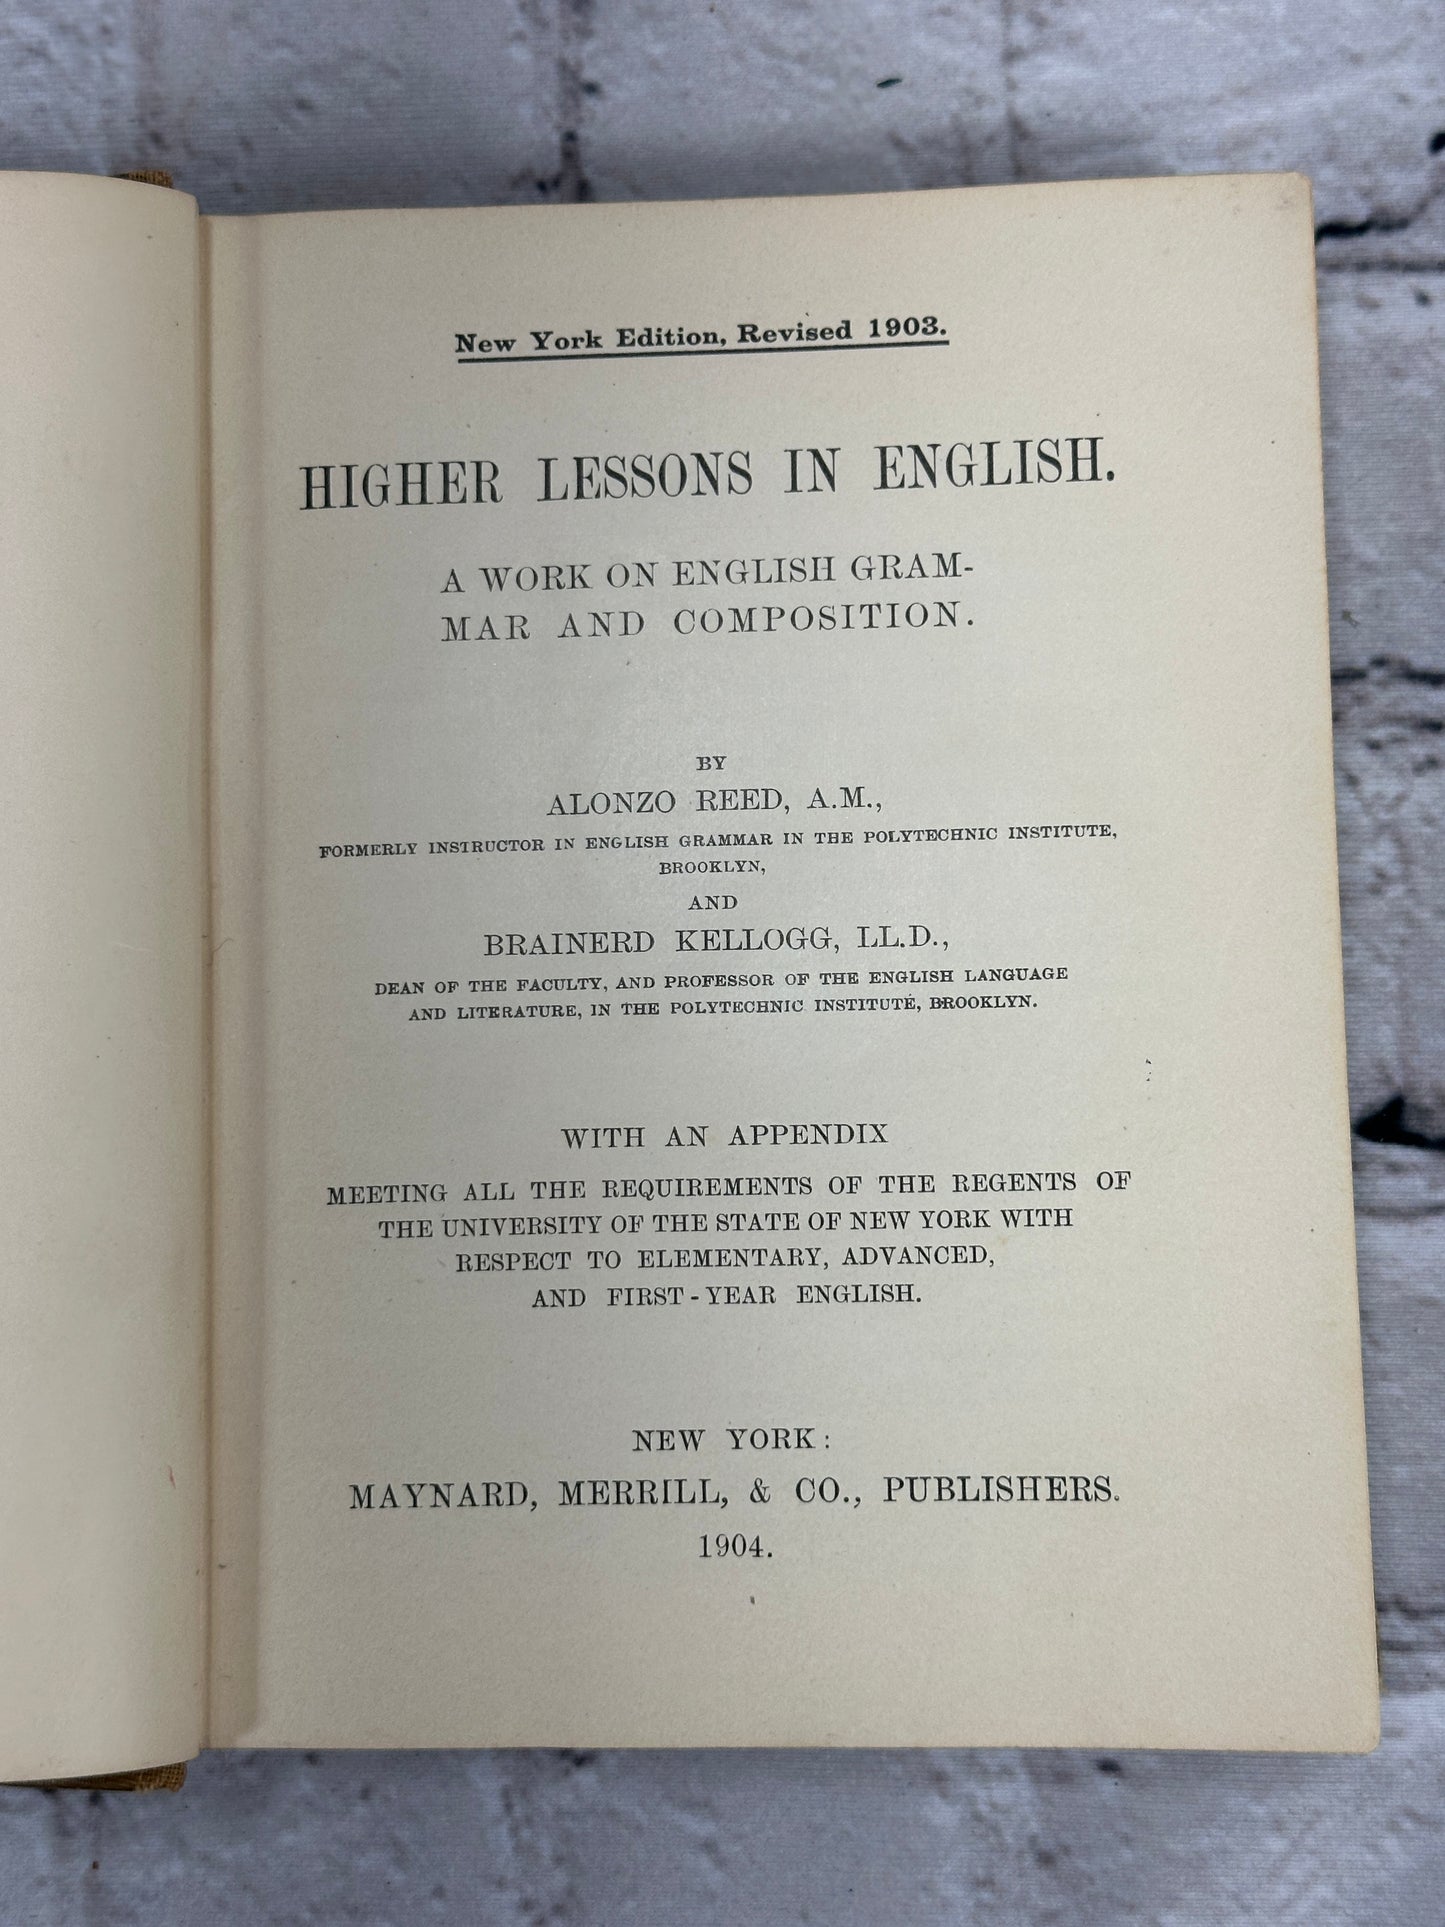 New York Edition, Revised 1903.
HIGHER LESSONS IN ENGLISH.
A WORK ON ENGLISH GRAM-
MAR AND COMPOSITION.
BY
ALONZO REED, A.M.,
FORMERLY INSTRUCTOR IN ENGLISH GRAMMAR IN THE POLYTECHNIC INSTITUTE,
BROOKLYN,
AND
BRAINERD KELLOGG, LL.D.,
DEAN OF THE FACULTY, AND PROFESSOR OF THE ENGLISH LANGUAGE
AND LITERATURE, IN THE POLYTECHNIC INSTITUTE, BROOKLYN.
WITH AN APPENDIX
MEETING ALL THE REQUIREMENTS OF THE REGENTS OF
THE UNIVERSITY OF THE STATE OF NEW YORK WITH
RESPECT TO ELEMENTARY, ADVANCED,
AND FIRST-YEAR ENGLISH.
NEW YORK:
MAYNARD, MERRILL, & CO., PUBLISHERS.
1904.